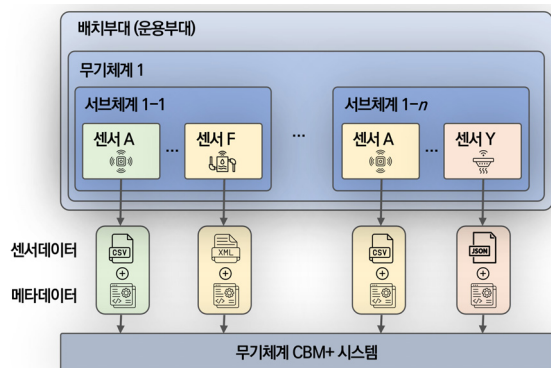 배치부대 (운용부대)
무기체계 1
서브체계 1-1
서브체계 1-n
센서 A
...
센서 F
...
센서 A
...
센서 Y
센서데이터
CSV
XML
CSV
JSON
메타데이터
무기체계 CBM+ 시스템